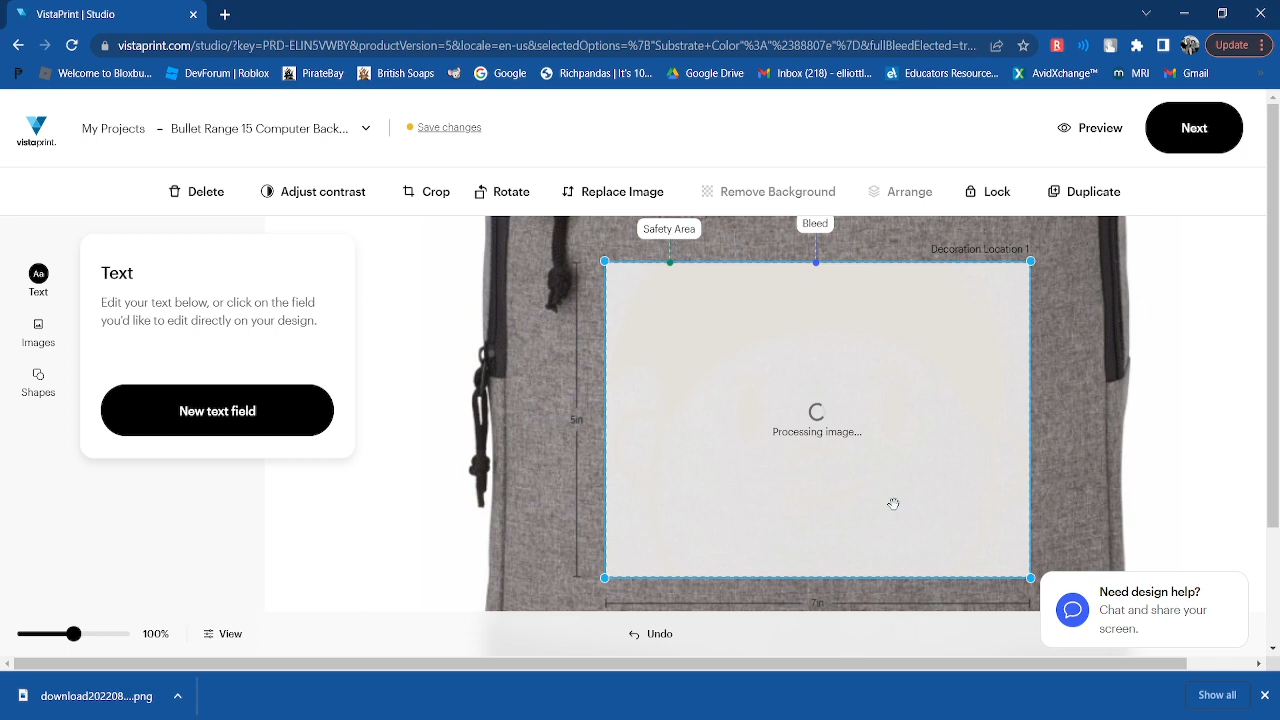 VistaPrint | Studio
vistaprint.com/studio/?key=PRD-ELIN5VWBY&productVersion=5&locale=en-us&selectedOptions=%7B"Substrate+Color"%3A"%2388807e"%7D&fullBleedElected=tr...
Update
Welcome to Bloxbu...
DevForum | Roblox
PirateBay
British Soaps
Google
Richpandas | It's 10...
Google Drive
Inbox (218) - elliottl...
Educators Resource...
AvidXchange™
MRI
Gmail
»
vistaprint.
My Projects – Bullet Range 15 Computer Back...
Save changes
Preview
Next
Delete
Adjust contrast
Crop
Rotate
Replace Image
Remove Background
Arrange
Lock
Duplicate
Safety Area
Bleed
Decoration Location 1
Aa
Text
Images
Shapes
Text
Edit your text below, or click on the field
you'd like to edit directly on your design.
New text field
5in
Processing image...
7in
Need design help?
Chat and share your
screen.
100%
View
Undo
download202208....png
Show all